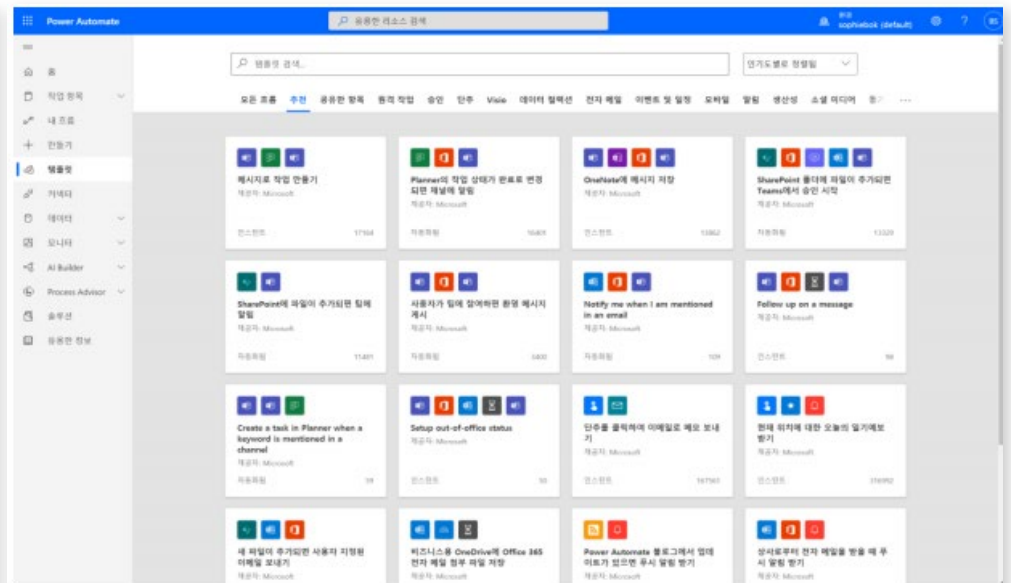 Power Automate
유용한 리소스 검색
환경
sophiebok (default)
?
BS
홈
작업 항목
내 흐름
만들기
템플릿
커넥터
데이터
모니터
AI Builder
Process Advisor
솔루션
유용한 정보
템플릿 검색...
인기도별로 정렬됨
모든 흐름 추천 공유한 항목 원격 작업 승인 단추 Visio 데이터 컬렉션 전자 메일 이벤트 및 일정 모바일 알림 생산성 소셜 미디어 ...
메시지로 작업 만들기
제공자: Microsoft
인스턴트 17164
Planner의 작업 상태가 완료로 변경
되면 채널에 알림
제공자: Microsoft
자동화됨 16401
OneNote에 메시지 저장
제공자: Microsoft
인스턴트 13862
SharePoint 폴더에 파일이 추가되면
Teams에서 승인 시작
제공자: Microsoft
자동화됨 13329
SharePoint에 파일이 추가되면 팀에
알림
제공자: Microsoft
자동화됨 11401
사용자가 팀에 참여하면 환영 메시지
게시
제공자: Microsoft
자동화됨
Notify me when I am mentioned
in an email
제공자: Microsoft
자동화됨 109
Follow up on a message
제공자: Microsoft
인스턴트 98
Create a task in Planner when a
keyword is mentioned in a
channel
제공자: Microsoft
자동화됨 59
Setup out-of-office status
제공자: Microsoft
인스턴트 50
단추를 클릭하여 이메일로 메모 보내
기
제공자: Microsoft
인스턴트
현재 위치에 대한 오늘의 일기예보
받기
제공자: Microsoft
인스턴트 316992
새 파일이 추가되면 사용자 지정된
이메일 보내기
제공자: Microsoft
비즈니스용 OneDrive에 Office 365
전자 메일 첨부 파일 저장
제공자: Microsoft
Power Automate 블로그에서 업데
이트가 있으면 푸시 알림 받기
제공자: Microsoft
상사로부터 전자 메일을 받을 때 푸
시 알림 받기
제공자: Microsoft